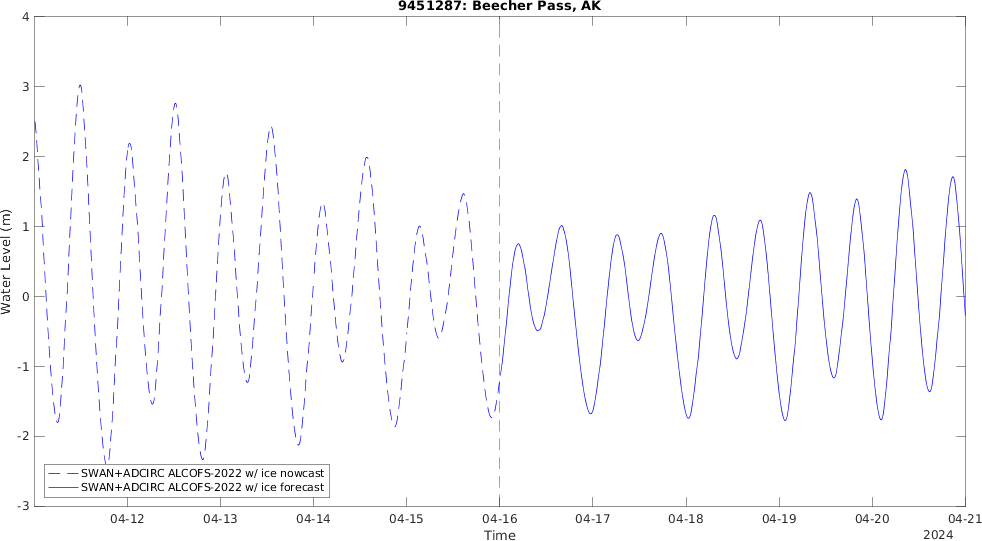 9451287: Beecher Pass, AK
4
3
2
1
0
-1
-2
-3
Water Level (m)
SWAN+ADCIRC ALCOFS-2022 w/ ice nowcast
SWAN+ADCIRC ALCOFS-2022 w/ ice forecast
04-12 04-13 04-14 04-15 04-16 04-17 04-18 04-19 04-20 04-21
Time
2024